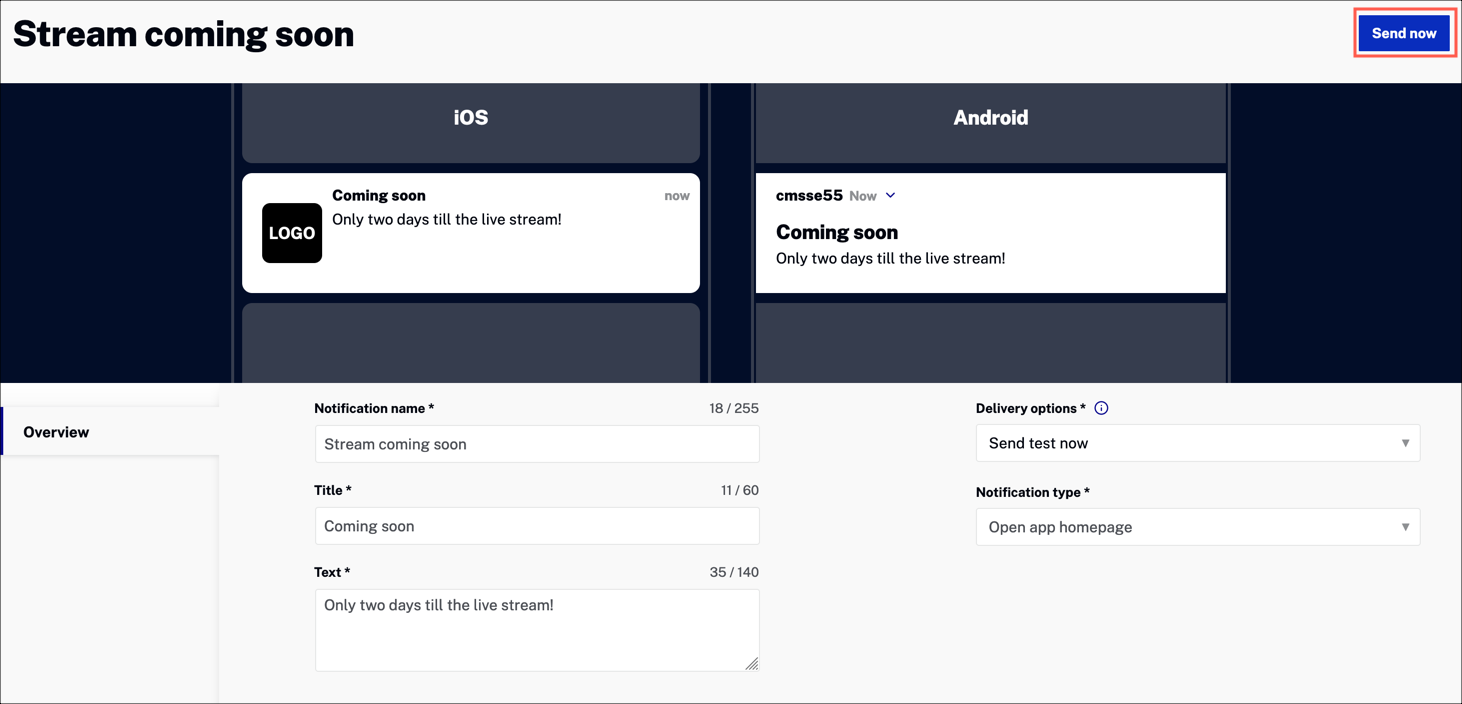 Stream coming soon
Send now
iOS
Android
Coming soon
now
LOGO
Only two days till the live stream!
cmsse55 Now
Coming soon
Only two days till the live stream!
Overview
Notification name *
18 / 255
Stream coming soon
Title *
11 / 60
Coming soon
Text *
35 / 140
Only two days till the live stream!
Delivery options *
Send test now
Notification type *
Open app homepage